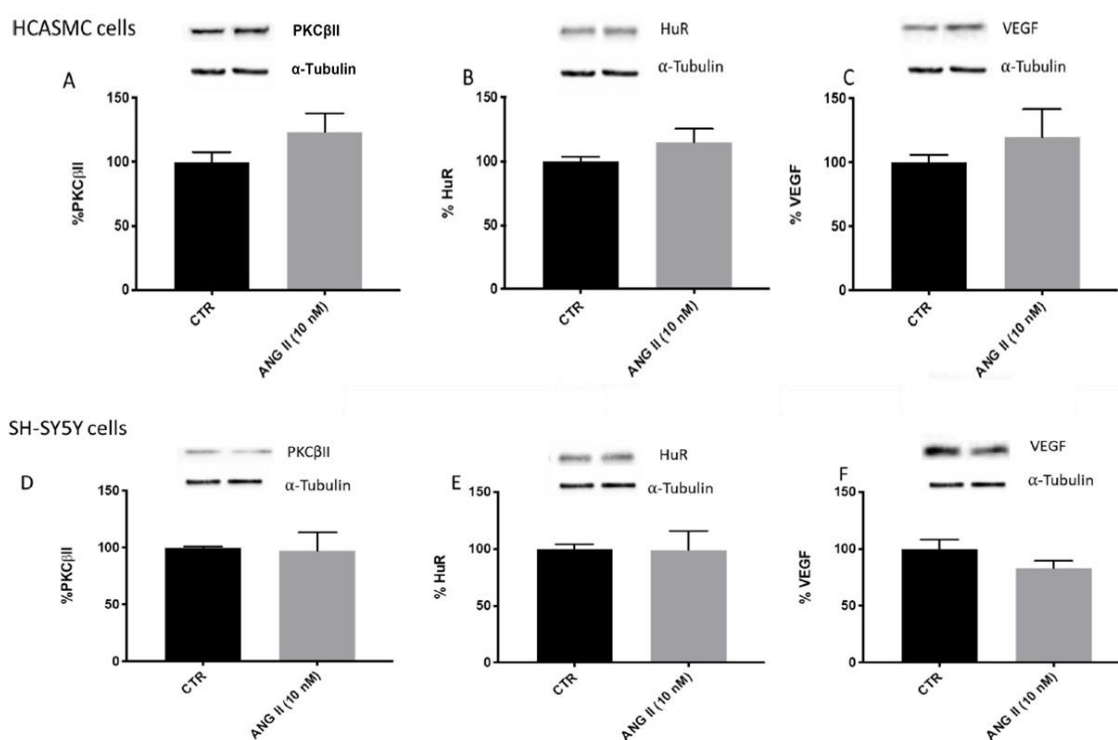 HCASMC cells
PKCβII
α-Tubulin
A
150
100
50
0
%PKCβII
CTR
ANG II (10 nM)
HuR
α-Tubulin
B
150
100
50
0
% HuR
CTR
ANG II (10 nM)
VEGF
α-Tubulin
C
150
100
50
0
% VEGF
CTR
ANG II (10 nM)
SH-SY5Y cells
PKCβII
α-Tubulin
D
150
100
50
0
%PKCβII
CTR
ANG II (10 nM)
HuR
α-Tubulin
E
150
100
50
0
% HuR
CTR
ANG II (10 nM)
VEGF
α-Tubulin
F
150
100
50
0
% VEGF
CTR
ANG II (10 nM)